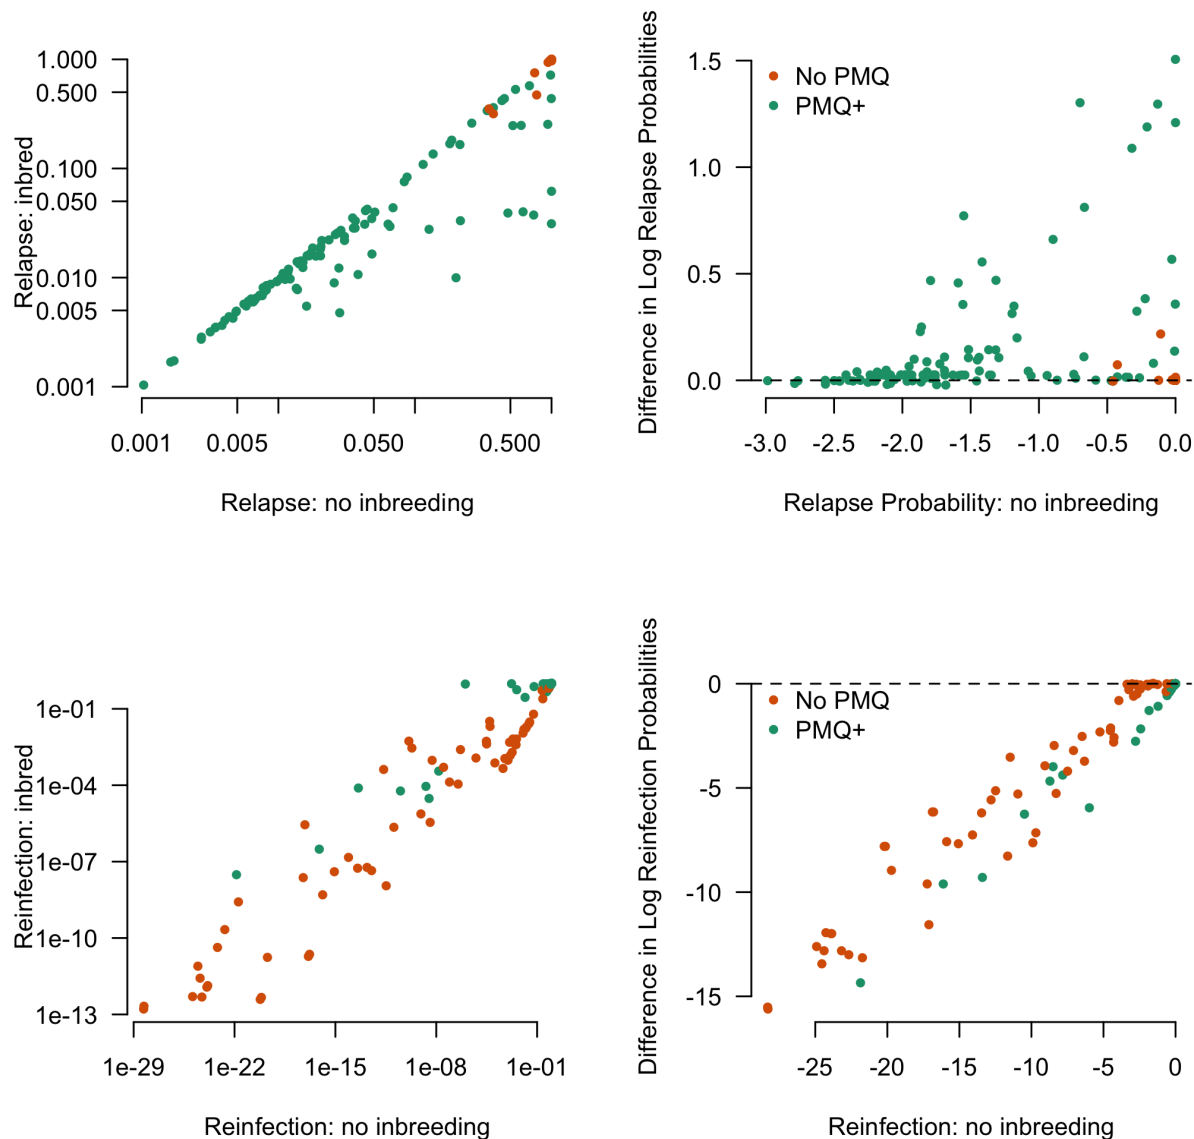 1.000
0.500
0.100
0.050
0.010
0.005
0.001
Relapse: inbred
0.001
0.005
0.050
0.500
Relapse: no inbreeding
Difference in Log Relapse Probabilities
1.5
1.0
0.5
0.0
No PMQ
PMQ+
-3.0
-2.5
-2.0
-1.5
-1.0
-0.5
0.0
Relapse Probability: no inbreeding
Reinfection: inbred
1e-01
1e-04
1e-07
1e-10
1e-13
1e-29
1e-22
1e-15
1e-08
1e-01
Reinfection: no inbreeding
Difference in Log Reinfection Probabilities
0
-5
-10
-15
No PMQ
PMQ+
-25
-20
-15
-10
-5
0
Reinfection: no inbreeding